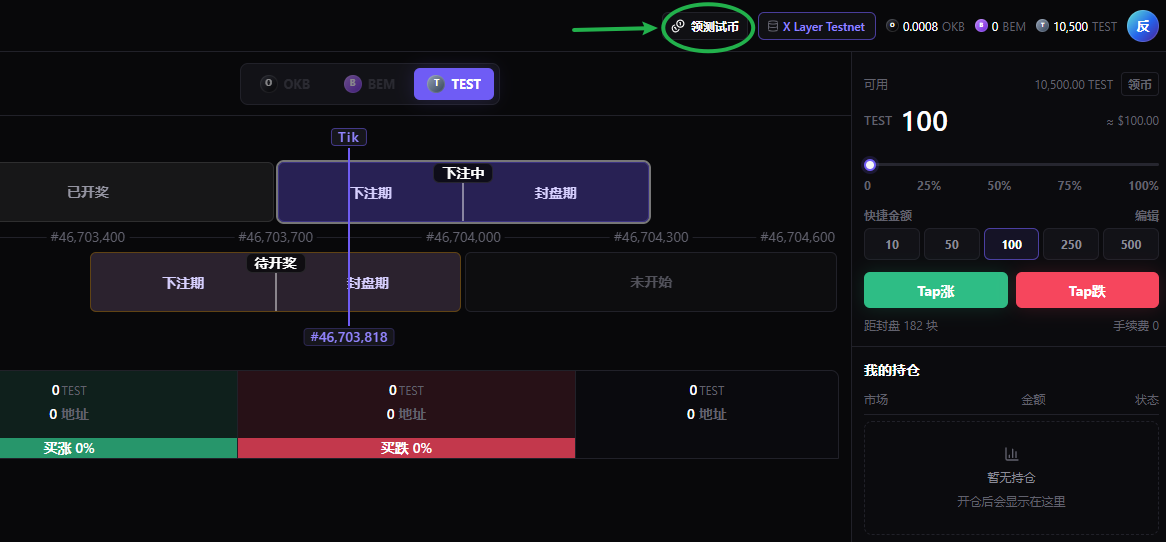 领测试币
X Layer Testnet
0.0008 OKB
B 0 BEM
T 10,500 TEST
反
O OKB
B BEM
T TEST
Tik
已开奖
下注中
下注期
封盘期
#46,703,400
#46,703,700
#46,704,000
#46,704,300
#46,704,600
待开奖
下注期
封盘期
未开始
#46,703,818
0 TEST
0 地址
买涨 0%
0 TEST
0 地址
买跌 0%
0 TEST
0 地址
可用
10,500.00 TEST
领币
TEST 100
≈ $100.00
0 25% 50% 75% 100%
快捷金额
编辑
10 50 100 250 500
Tap涨
Tap跌
距封盘 182 块
手续费 0
我的持仓
市场 金额 状态
暂无持仓
开仓后会显示在这里